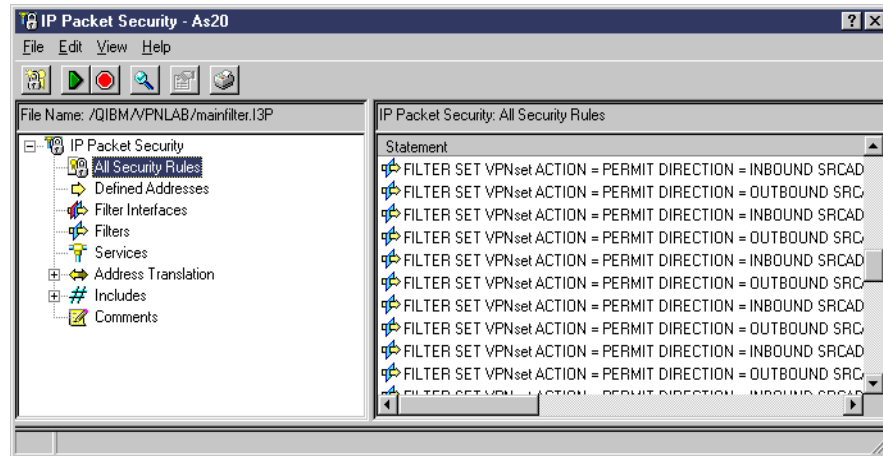 IP Packet Security - As20
File Edit View Help
File Name: /QIBM/VPNLAB/mainfilter.I3P
IP Packet Security: All Security Rules
IP Packet Security
All Security Rules
Defined Addresses
Filter Interfaces
Filters
Services
Address Translation
Includes
Comments
Statement
FILTER SET VPNset ACTION = PERMIT DIRECTION = INBOUND SRCAD
FILTER SET VPNset ACTION = PERMIT DIRECTION = OUTBOUND SRC
FILTER SET VPNset ACTION = PERMIT DIRECTION = INBOUND SRCAD
FILTER SET VPNset ACTION = PERMIT DIRECTION = OUTBOUND SRC
FILTER SET VPNset ACTION = PERMIT DIRECTION = INBOUND SRCAD
FILTER SET VPNset ACTION = PERMIT DIRECTION = OUTBOUND SRC
FILTER SET VPNset ACTION = PERMIT DIRECTION = INBOUND SRCAD
FILTER SET VPNset ACTION = PERMIT DIRECTION = OUTBOUND SRC
FILTER SET VPNset ACTION = PERMIT DIRECTION = INBOUND SRCAD
FILTER SET VPNset ACTION = PERMIT DIRECTION = OUTBOUND SRC